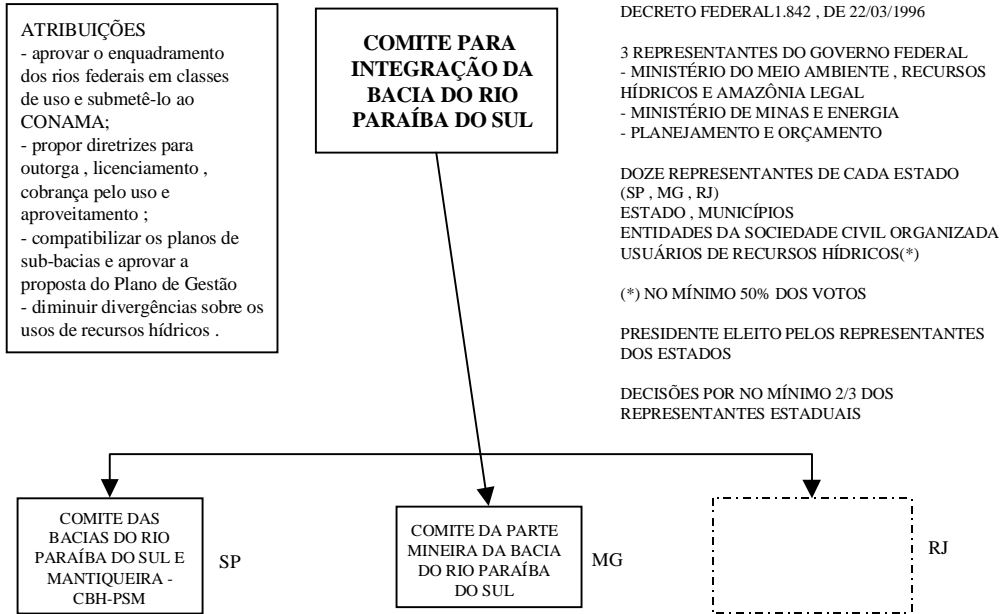 ATRIBUIÇÕES
- aprovar o enquadramento
dos rios federais em classes
de uso e submetê-lo ao
CONAMA;
- propor diretrizes para
outorga , licenciamento ,
cobrança pelo uso e
aproveitamento ;
- compatibilizar os planos de
sub-bacias e aprovar a
proposta do Plano de Gestão
- diminuir divergências sobre os
usos de recursos hídricos .
COMITE PARA
INTEGRAÇÃO DA
BACIA DO RIO
PARAÍBA DO SUL
DECRETO FEDERAL1.842 , DE 22/03/1996
3 REPRESENTANTES DO GOVERNO FEDERAL
- MINISTÉRIO DO MEIO AMBIENTE , RECURSOS
HÍDRICOS E AMAZÔNIA LEGAL
- MINISTÉRIO DE MINAS E ENERGIA
- PLANEJAMENTO E ORÇAMENTO
DOZE REPRESENTANTES DE CADA ESTADO
(SP , MG , RJ)
ESTADO , MUNICÍPIOS
ENTIDADES DA SOCIEDADE CIVIL ORGANIZADA
USUÁRIOS DE RECURSOS HÍDRICOS(*)
(*) NO MÍNIMO 50% DOS VOTOS
PRESIDENTE ELEITO PELOS REPRESENTANTES
DOS ESTADOS
DECISÕES POR NO MÍNIMO 2/3 DOS
REPRESENTANTES ESTADUAIS
COMITE DAS
BACIAS DO RIO
PARAÍBA DO SUL E
MANTIQUEIRA -
CBH-PSM
SP
COMITE DA PARTE
MINEIRA DA BACIA
DO RIO PARAÍBA
DO SUL
MG
RJ